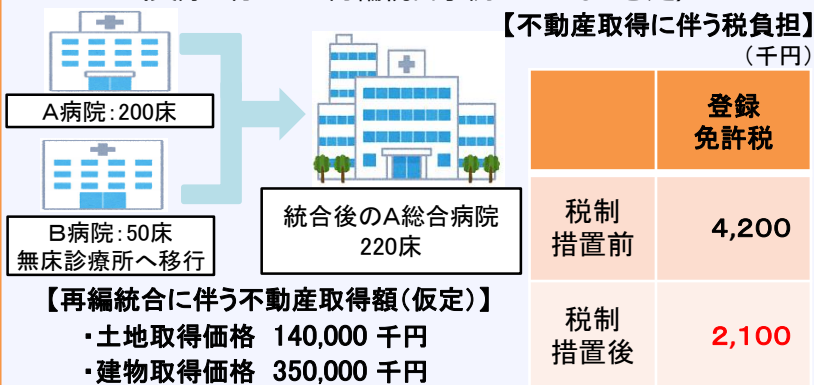 【不動産取得に伴う税負担】
(千円)
A病院:200床
B病院:50床
無床診療所へ移行
統合後のA総合病院
220床
登録
免許税
税制
措置前
4,200
税制
措置後
2,100
【再編統合に伴う不動産取得額(仮定)】
・土地取得価格 140,000 千円
・建物取得価格 350,000 千円